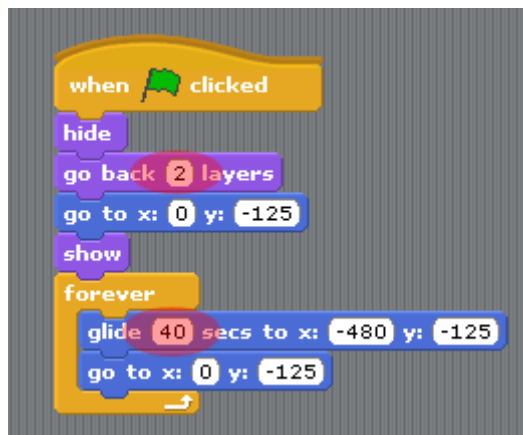 when clicked
hide
go back 2 layers
go to x: 0 y: -125
show
forever
glide 40 secs to x: -480 y: -125
go to x: 0 y: -125